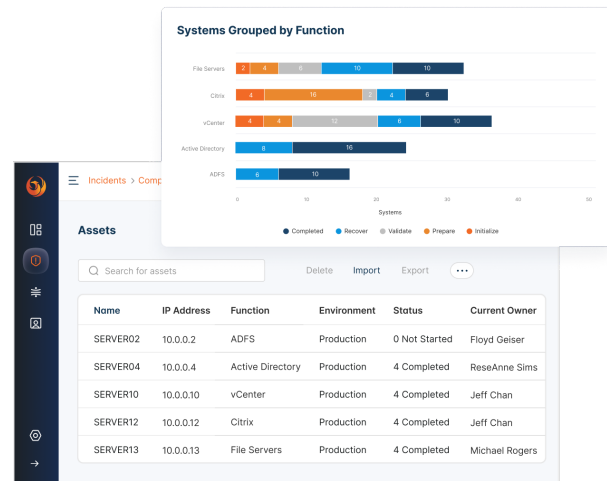 Systems Grouped by Function
File Servers 2 4 6 10 10
Citrix 4 16 2 4 6
vCenter 4 4 12 6 10
Active Directory 8 16
ADFS 6 10
0 10 20 30 40 50
Systems
Completed Recover Validate Prepare Initialize
Incidents > Comp
Assets
Search for assets Delete Import Export ···
Name IP Address Function Environment Status Current Owner
SERVER02 10.0.0.2 ADFS Production 0 Not Started Floyd Geiser
SERVER04 10.0.0.4 Active Directory Production 4 Completed ReseAnne Sims
SERVER10 10.0.0.10 vCenter Production 4 Completed Jeff Chan
SERVER12 10.0.0.12 Citrix Production 4 Completed Jeff Chan
SERVER13 10.0.0.13 File Servers Production 4 Completed Michael Rogers